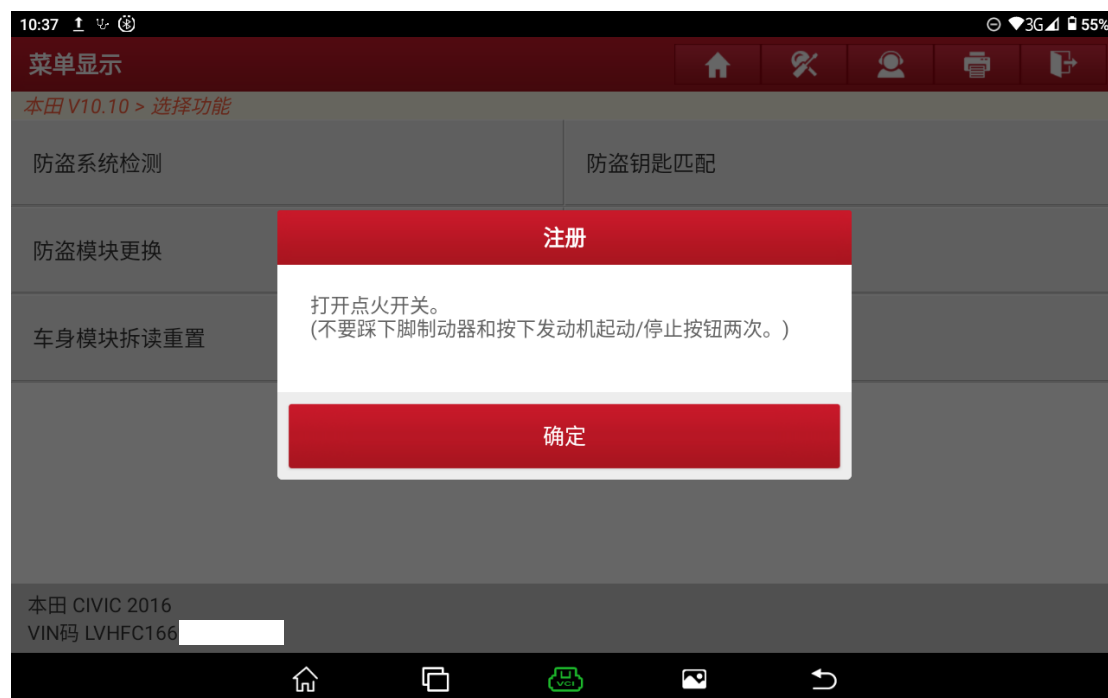 10:37
3G 55%
菜单显示
本田 V10.10 > 选择功能
防盗系统检测
防盗钥匙匹配
防盗模块更换
注册
打开点火开关。
(不要踩下脚制动器和按下发动机起动/停止按钮两次。)
车身模块拆读重置
确定
本田 CIVIC 2016
VIN码 LVHFC166
VCI